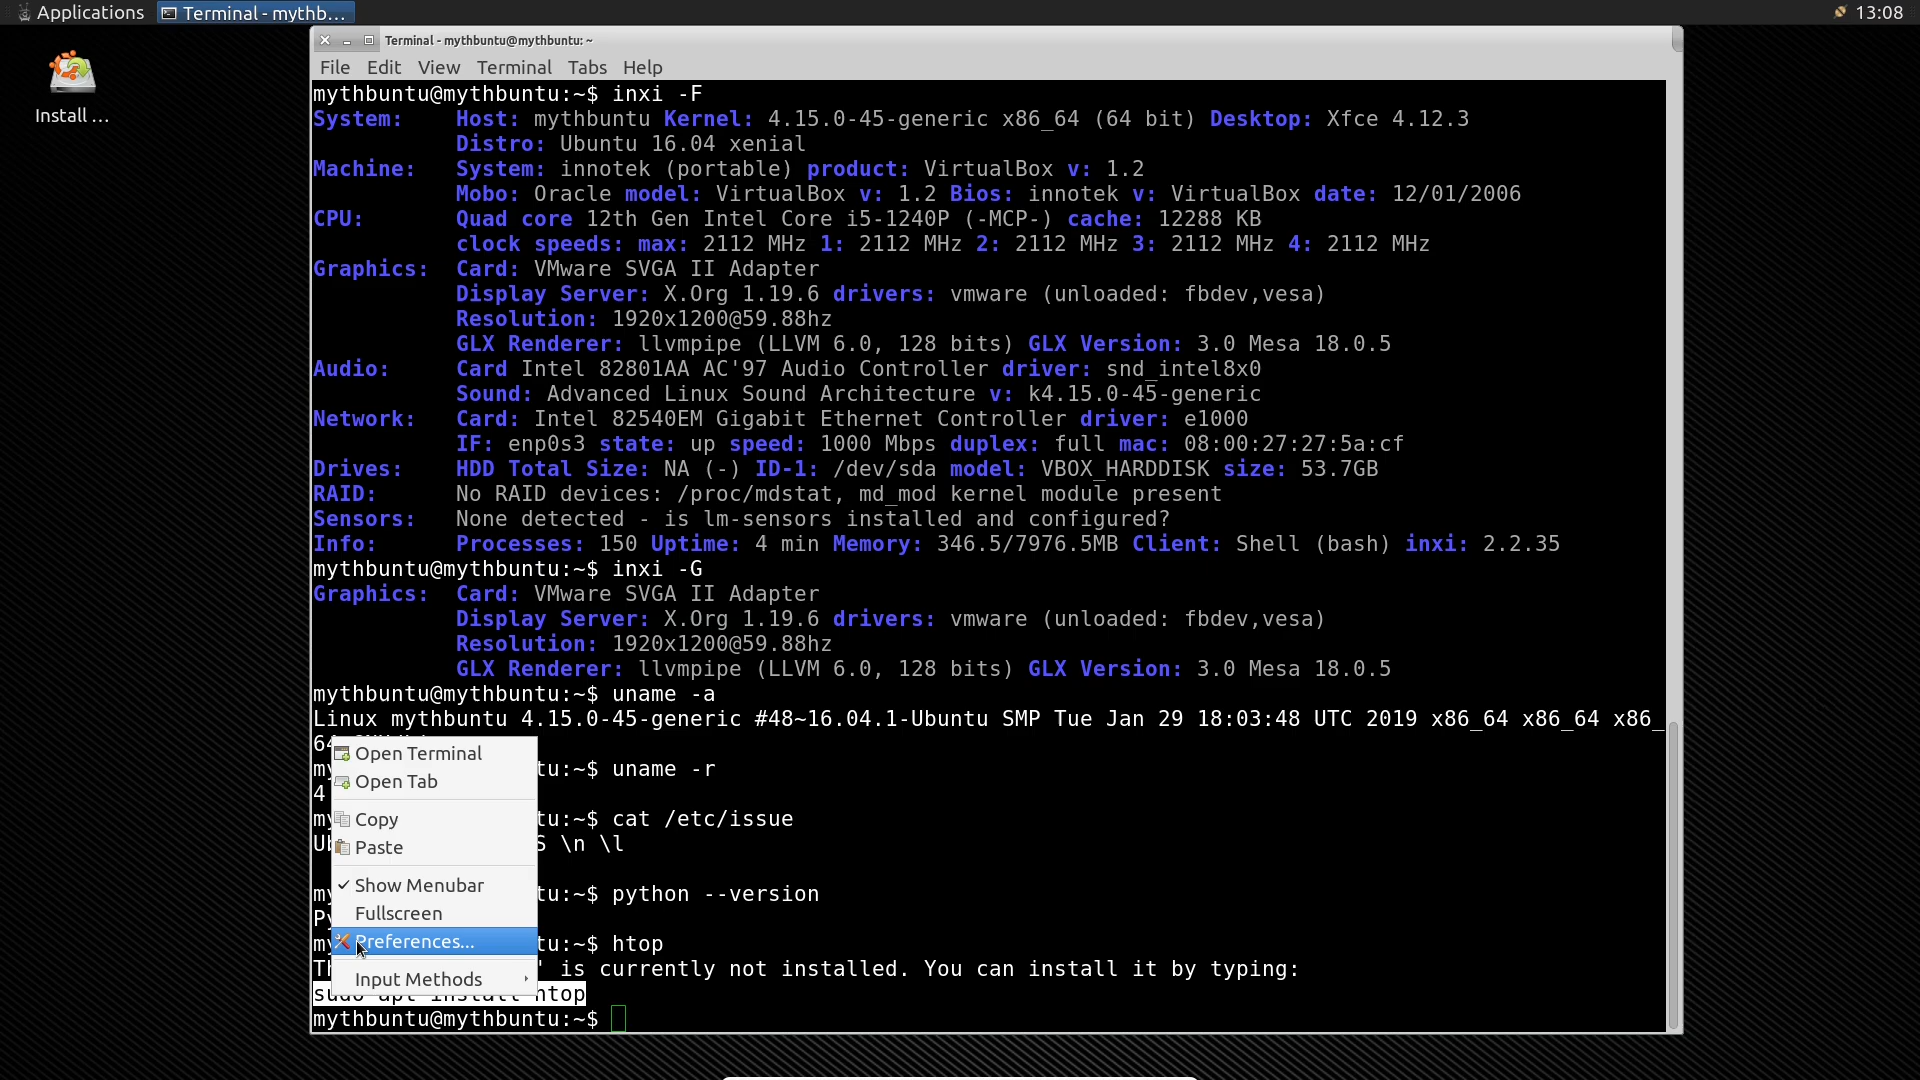 Applications
Terminal - mythb...
13:08
Install ...
Terminal - mythbuntu@mythbuntu: ~
File Edit View Terminal Tabs Help
mythbuntu@mythbuntu:~$ inxi -F
System: Host: mythbuntu Kernel: 4.15.0-45-generic x86_64 (64 bit) Desktop: Xfce 4.12.3
Distro: Ubuntu 16.04 xenial
Machine: System: innotek (portable) product: VirtualBox v: 1.2
Mobo: Oracle model: VirtualBox v: 1.2 Bios: innotek v: VirtualBox date: 12/01/2006
CPU: Quad core 12th Gen Intel Core i5-1240P (-MCP-) cache: 12288 KB
clock speeds: max: 2112 MHz 1: 2112 MHz 2: 2112 MHz 3: 2112 MHz 4: 2112 MHz
Graphics: Card: VMware SVGA II Adapter
Display Server: X.Org 1.19.6 drivers: vmware (unloaded: fbdev,vesa)
Resolution: 1920x1200@59.88hz
GLX Renderer: llvmpipe (LLVM 6.0, 128 bits) GLX Version: 3.0 Mesa 18.0.5
Audio: Card Intel 82801AA AC'97 Audio Controller driver: snd_intel8x0
Sound: Advanced Linux Sound Architecture v: k4.15.0-45-generic
Network: Card: Intel 82540EM Gigabit Ethernet Controller driver: e1000
IF: enp0s3 state: up speed: 1000 Mbps duplex: full mac: 08:00:27:27:5a:cf
Drives: HDD Total Size: NA (-) ID-1: /dev/sda model: VBOX_HARDDISK size: 53.7GB
RAID: No RAID devices: /proc/mdstat, md_mod kernel module present
Sensors: None detected - is lm-sensors installed and configured?
Info: Processes: 150 Uptime: 4 min Memory: 346.5/7976.5MB Client: Shell (bash) inxi: 2.2.35
mythbuntu@mythbuntu:~$ inxi -G
Graphics: Card: VMware SVGA II Adapter
Display Server: X.Org 1.19.6 drivers: vmware (unloaded: fbdev,vesa)
Resolution: 1920x1200@59.88hz
GLX Renderer: llvmpipe (LLVM 6.0, 128 bits) GLX Version: 3.0 Mesa 18.0.5
mythbuntu@mythbuntu:~$ uname -a
Linux mythbuntu 4.15.0-45-generic #48~16.04.1-Ubuntu SMP Tue Jan 29 18:03:48 UTC 2019 x86_64 x86_64 x86_
64
tu:~$ uname -r
4
tu:~$ cat /etc/issue
\n \l
tu:~$ python --version
tu:~$ htop
' is currently not installed. You can install it by typing:
sudo apt install htop
mythbuntu@mythbuntu:~$
Open Terminal
Open Tab
Copy
Paste
Show Menubar
Fullscreen
Preferences...
Input Methods